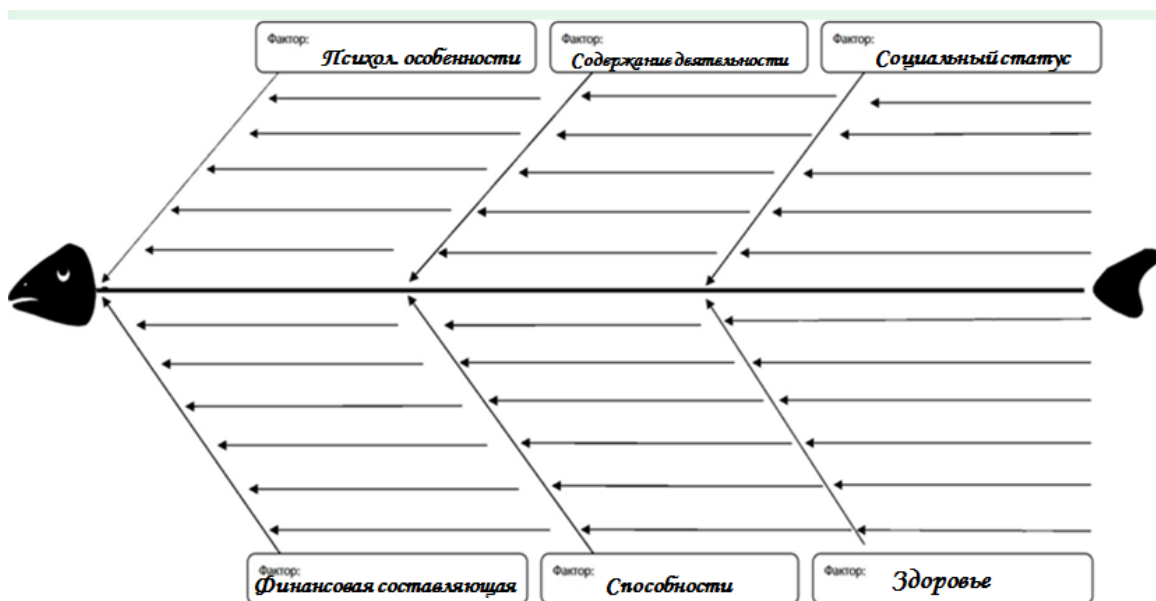 Фактор:
Психол. особенности
Фактор:
Содержание деятельности
Фактор:
Социальный статус
Фактор:
Финансовая составляющая
Фактор:
Способности
Фактор:
Здоровье